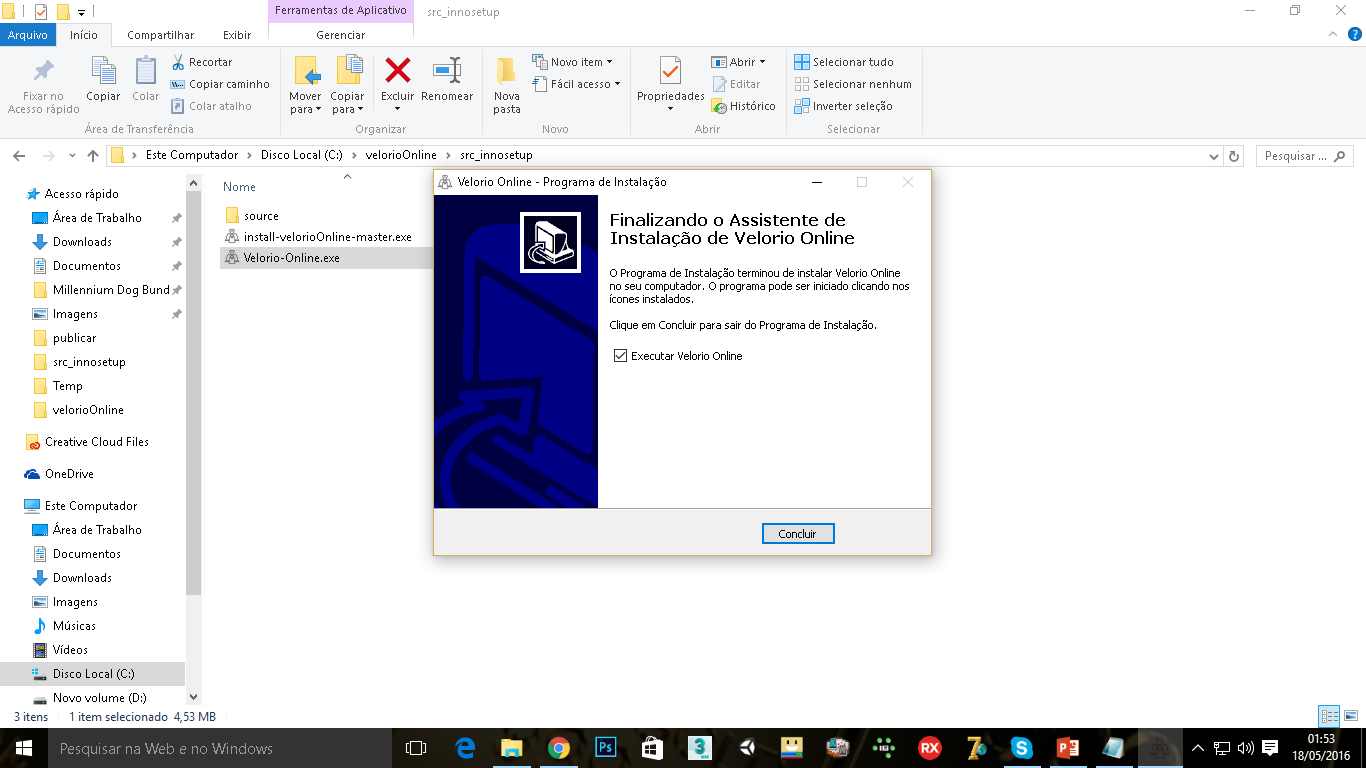 Ferramentas de Aplicativo
src_innosetup
Arquivo
Início
Compartilhar
Exibir
Gerenciar
Fixar no
Acesso rápido
Copiar
Colar
Recortar
Copiar caminho
Colar atalho
Área de Transferência
Mover
para
Copiar
para
Excluir
Renomear
Organizar
Nova
pasta
Novo item
Fácil acesso
Novo
Propriedades
Abrir
Editar
Histórico
Abrir
Selecionar tudo
Selecionar nenhum
Inverter seleção
Selecionar
Este Computador > Disco Local (C:) > velorioOnline > src_innosetup
Pesquisar ...
Acesso rápido
Área de Trabalho
Downloads
Documentos
Millennium Dog Bund
Imagens
publicar
src_innosetup
Temp
velorioOnline
Creative Cloud Files
OneDrive
Este Computador
Área de Trabalho
Documentos
Downloads
Imagens
Músicas
Vídeos
Disco Local (C:)
Novo volume (D:)
Nome
source
install-velorioOnline-master.exe
Velorio-Online.exe
Velorio Online - Programa de Instalação
Finalizando o Assistente de
Instalação de Velorio Online
O Programa de Instalação terminou de instalar Velorio Online
no seu computador. O programa pode ser iniciado clicando nos
ícones instalados.
Clique em Concluir para sair do Programa de Instalação.
Executar Velorio Online
Concluir
3 itens
1 item selecionado 4,53 MB
Pesquisar na Web e no Windows
Ps
RX
01:53
18/05/2016